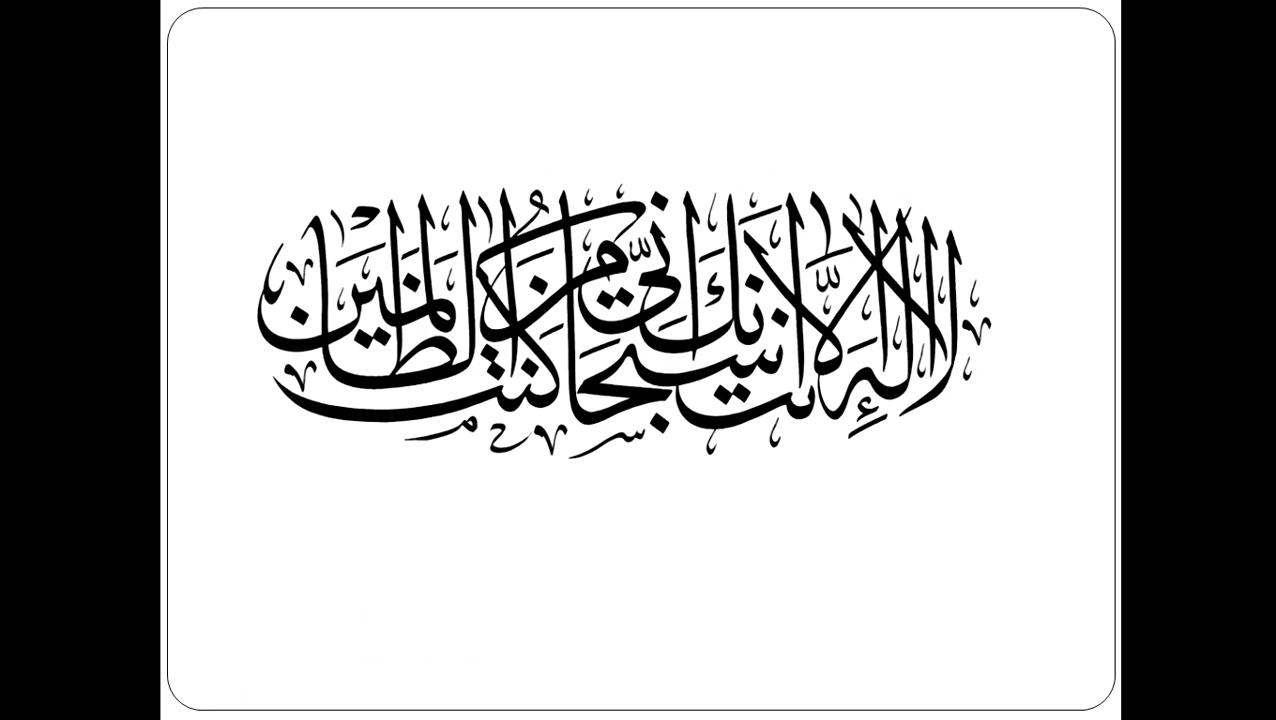 لا إله إلا أنت سبحانك إني كنت من الظالمين